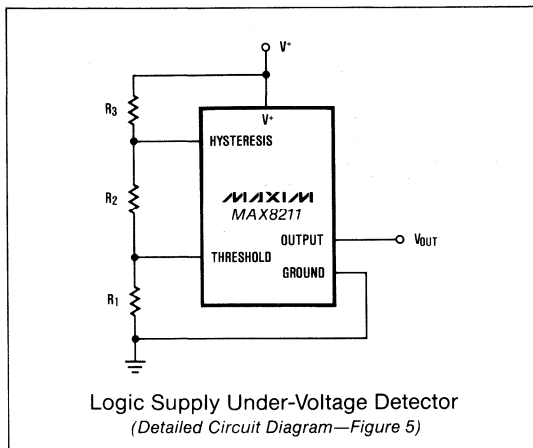 V+
R3
V+
HYSTERESIS
R2
MAXIM
MAX8211
OUTPUT
VOUT
THRESHOLD
GROUND
R1
Logic Supply Under-Voltage Detector
(Detailed Circuit Diagram—Figure 5)